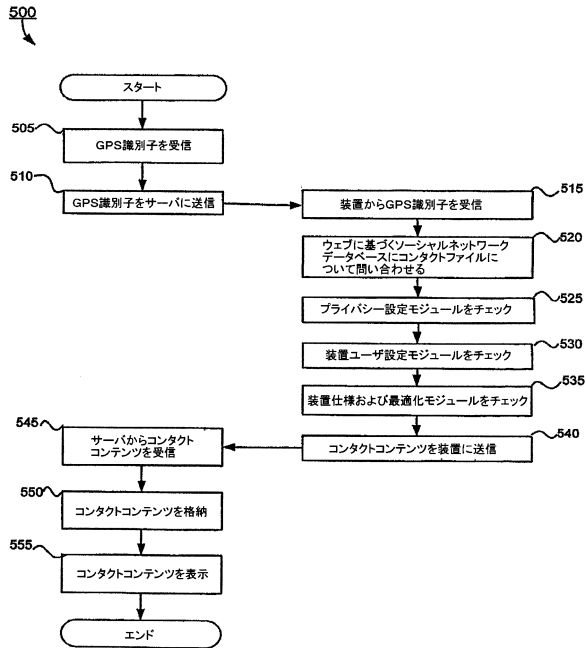 500
スタート
505
GPS識別子を受信
510
GPS識別子をサーバに送信
515
装置からGPS識別子を受信
520
ウェブに基づくソーシャルネットワーク
データベースにコンタクトファイルに
ついて問い合わせる
525
プライバシー設定モジュールをチェック
530
装置ユーザ設定モジュールをチェック
535
装置仕様および最適化モジュールをチェック
540
コンタクトコンテンツを装置に送信
545
サーバからコンタクト
コンテンツを受信
550
コンタクトコンテンツを格納
555
コンタクトコンテンツを表示
エンド